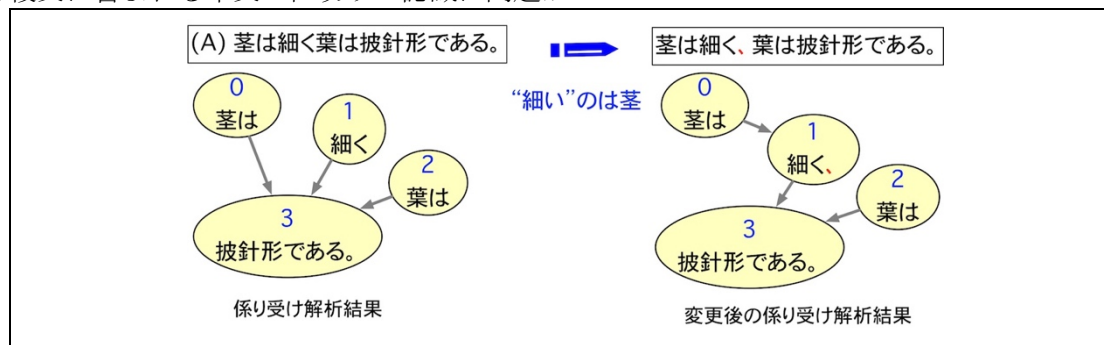 (A) 茎は細く葉は披針形である。
茎は細く、葉は披針形である。
“細い”のは茎
0
茎は
1
細く
2
葉は
3
披針形である。
係り受け解析結果
0
茎は
1
細く、
2
葉は
3
披針形である。
変更後の係り受け解析結果